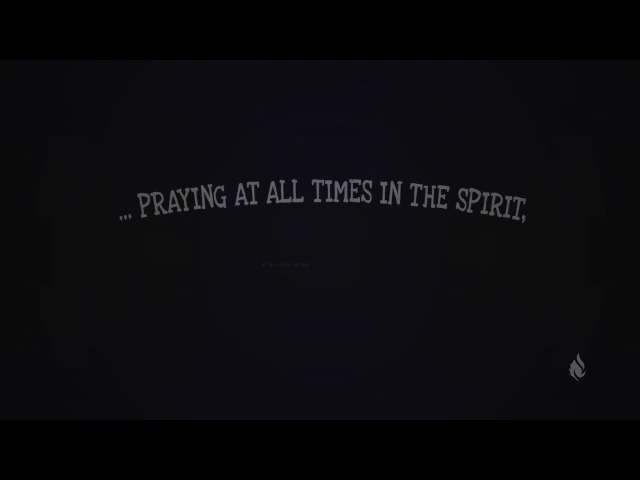 ... PRAYING AT ALL TIMES IN THE SPIRIT,